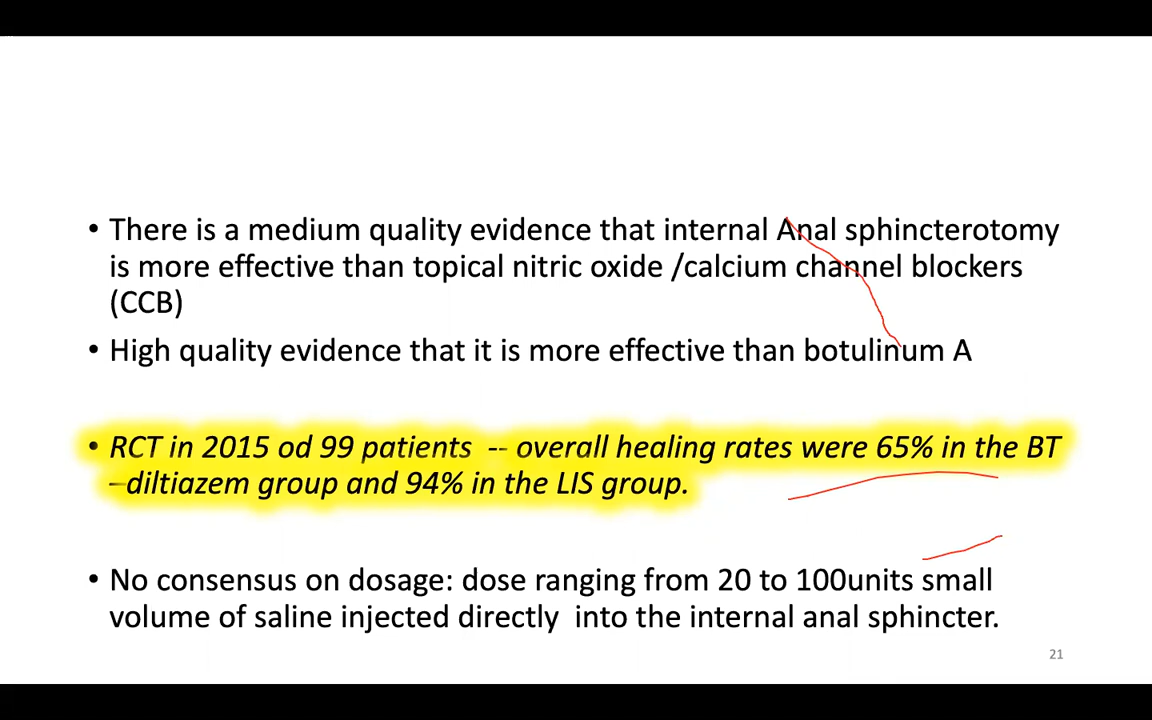 • There is a medium quality evidence that internal Anal sphincterotomy
is more effective than topical nitric oxide /calcium channel blockers
(CCB)
• High quality evidence that it is more effective than botulinum A
• RCT in 2015 od 99 patients -- overall healing rates were 65% in the BT
–diltiazem group and 94% in the LIS group.
• No consensus on dosage: dose ranging from 20 to 100units small
volume of saline injected directly into the internal anal sphincter.
21